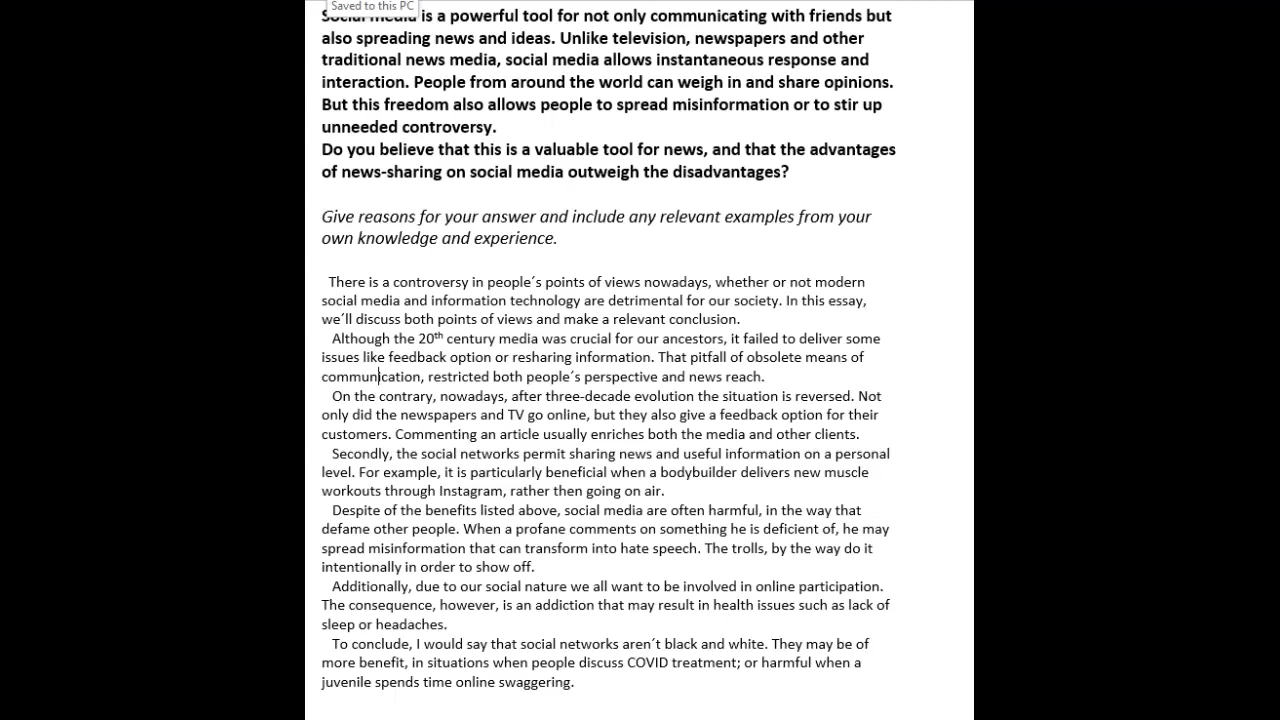 Saved to this PC
Social media is a powerful tool for not only communicating with friends but
also spreading news and ideas. Unlike television, newspapers and other
traditional news media, social media allows instantaneous response and
interaction. People from around the world can weigh in and share opinions.
But this freedom also allows people to spread misinformation or to stir up
unneeded controversy.
Do you believe that this is a valuable tool for news, and that the advantages
of news-sharing on social media outweigh the disadvantages?
Give reasons for your answer and include any relevant examples from your
own knowledge and experience.
There is a controversy in people´s points of views nowadays, whether or not modern
social media and information technology are detrimental for our society. In this essay,
we´ll discuss both points of views and make a relevant conclusion.
Although the 20th century media was crucial for our ancestors, it failed to deliver some
issues like feedback option or resharing information. That pitfall of obsolete means of
communication, restricted both people´s perspective and news reach.
On the contrary, nowadays, after three-decade evolution the situation is reversed. Not
only did the newspapers and TV go online, but they also give a feedback option for their
customers. Commenting an article usually enriches both the media and other clients.
Secondly, the social networks permit sharing news and useful information on a personal
level. For example, it is particularly beneficial when a bodybuilder delivers new muscle
workouts through Instagram, rather then going on air.
Despite of the benefits listed above, social media are often harmful, in the way that
defame other people. When a profane comments on something he is deficient of, he may
spread misinformation that can transform into hate speech. The trolls, by the way do it
intentionally in order to show off.
Additionally, due to our social nature we all want to be involved in online participation.
The consequence, however, is an addiction that may result in health issues such as lack of
sleep or headaches.
To conclude, I would say that social networks aren´t black and white. They may be of
more benefit, in situations when people discuss COVID treatment; or harmful when a
juvenile spends time online swaggering.